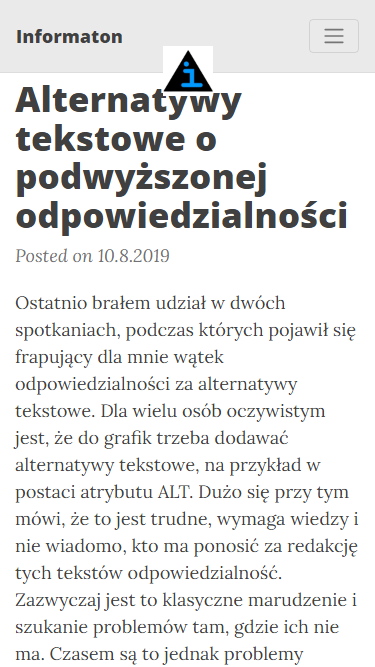 Informaton
Alternatywy
tekstowe o
podwyższonej
odpowiedzialności
Posted on 10.8.2019
Ostatnio brałem udział w dwóch
spotkaniach, podczas których pojawił się
frapujący dla mnie wątek
odpowiedzialności za alternatywy
tekstowe. Dla wielu osób oczywistym
jest, że do grafik trzeba dodawać
alternatywy tekstowe, na przykład w
postaci atrybutu ALT. Dużo się przy tym
mówi, że to jest trudne, wymaga wiedzy i
nie wiadomo, kto ma ponosić za redakcję
tych tekstów odpowiedzialność.
Zazwyczaj jest to klasyczne marudzenie i
szukanie problemów tam, gdzie ich nie
ma. Czasem są to jednak problemy